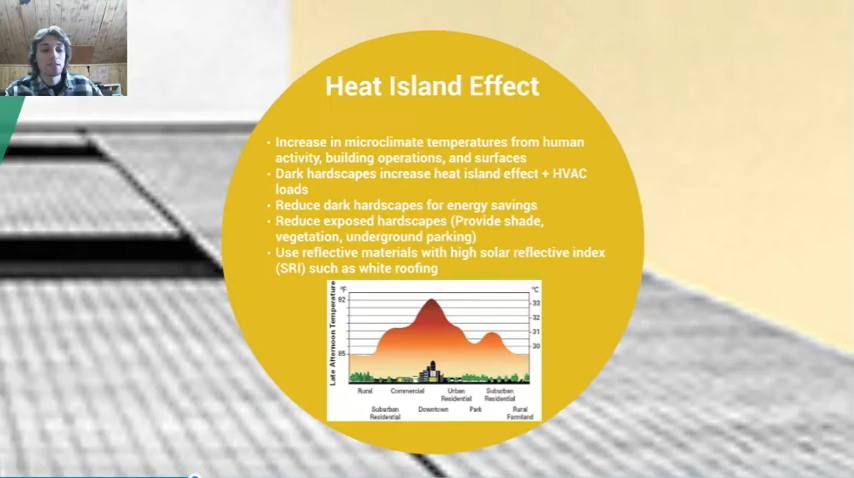 Heat Island Effect
· Increase in microclimate temperatures from human
activity, building operations, and surfaces
· Dark hardscapes increase heat island effect + HVAC
loads
· Reduce dark hardscapes for energy savings
· Reduce exposed hardscapes (Provide shade,
vegetation, underground parking)
· Use reflective materials with high solar reflective index
(SRI) such as white roofing
Late Afternoon Temperature
°F
92
85
°C
33
32
31
30
Rural
Commercial
Urban
Residential
Suburban
Residential
Suburban
Residential
Downtown
Park
Rural
Farmland